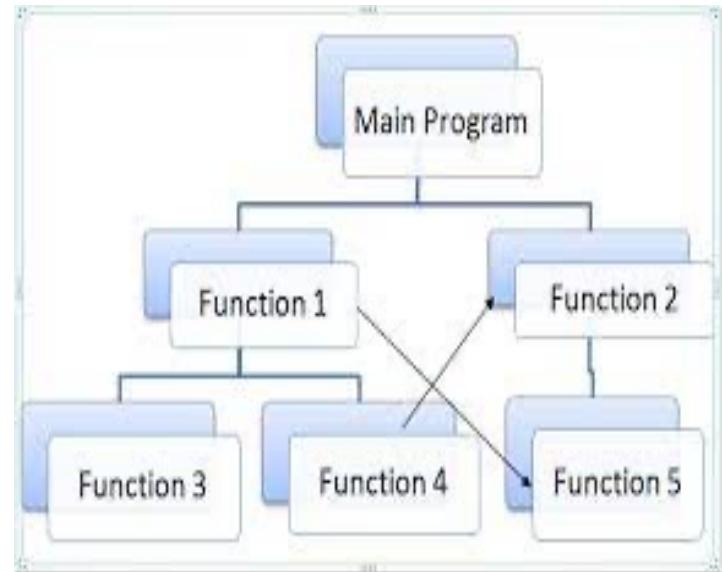 Main Program
Function 1
Function 2
Function 3
Function 4
Function 5